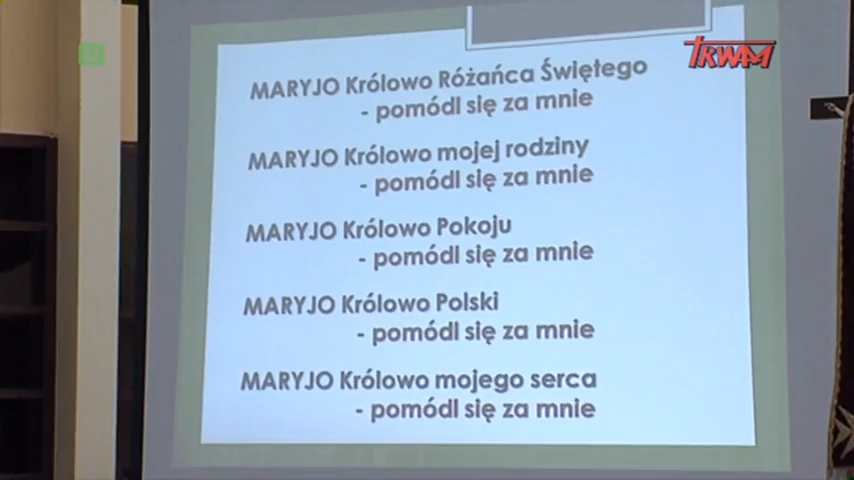 TRWAM
MARYJO Królowo Różańca Świętego
- pomódl się za mnie
MARYJO Królowo mojej rodziny
- pomódl się za mnie
MARYJO Królowo Pokoju
- pomódl się za mnie
MARYJO Królowo Polski
- pomódl się za mnie
MARYJO Królowo mojego serca
- pomódl się za mnie